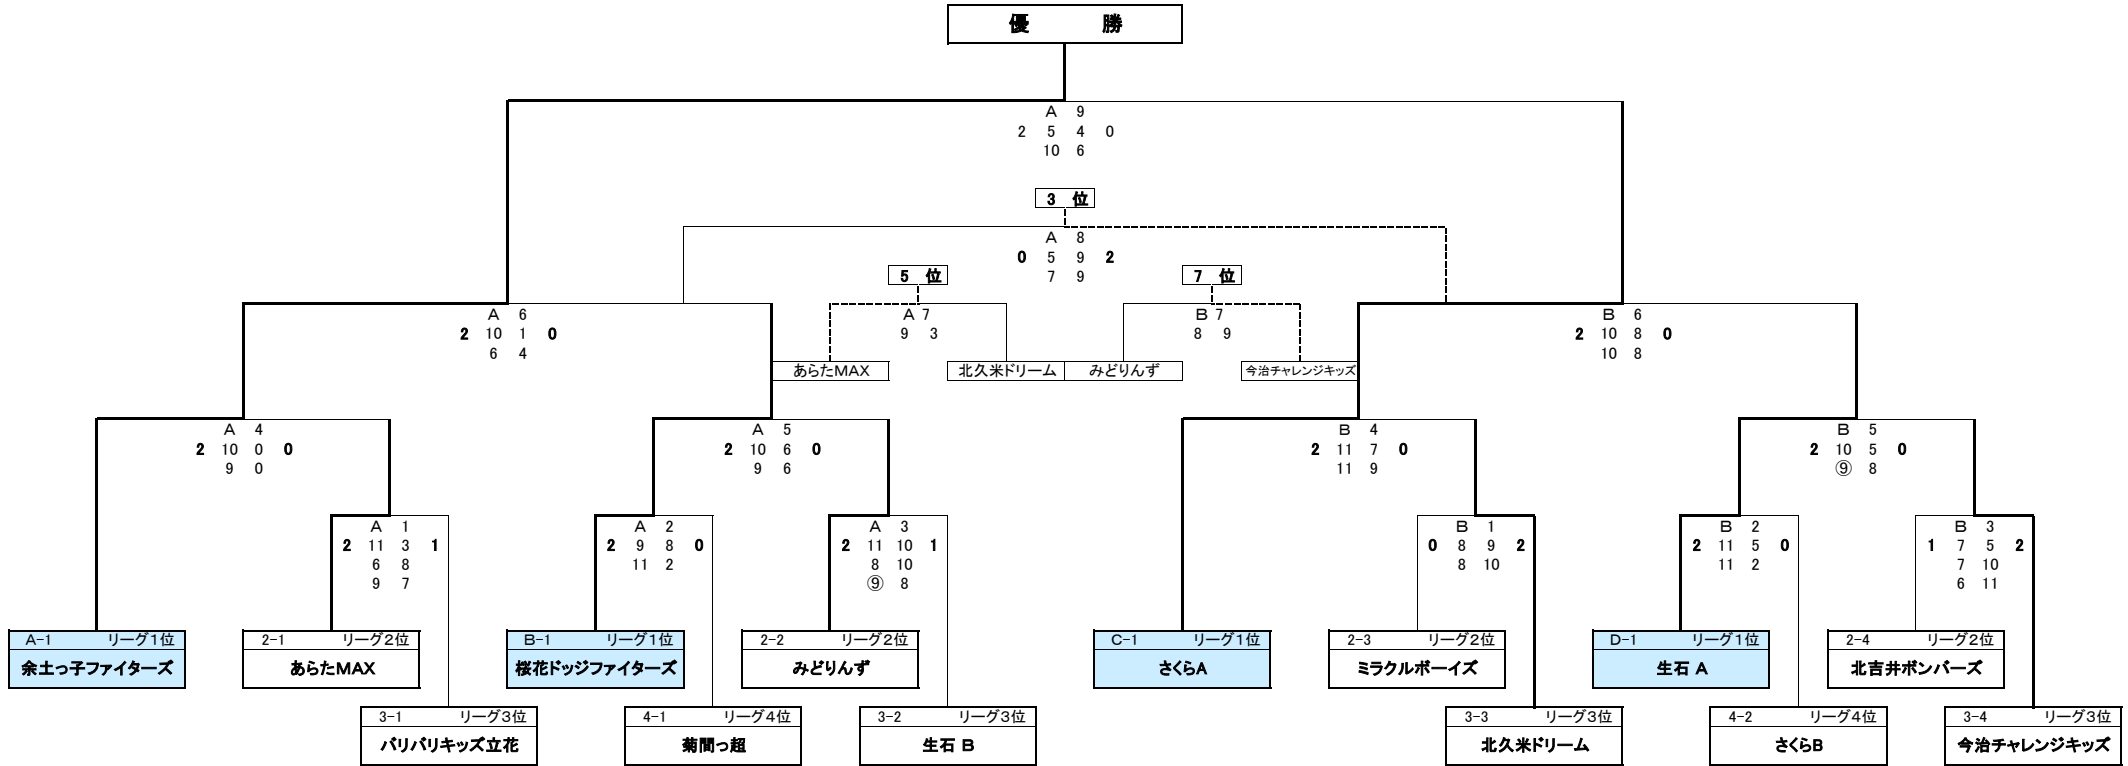 優　勝
A 9
2 5 4 0
10 6
3 位
A 8
0 5 9 2
7 9
5 位
7 位
A 6
2 10 1 0
6 4
A 7
9 3
B 7
8 9
B 6
2 10 8 0
10 8
あらたMAX
北久米ドリーム
みどりんず
今治チャレンジキッズ
A 4
2 10 0 0
9 0
A 5
2 10 6 0
9 6
B 4
2 11 7 0
11 9
B 5
2 10 5 0
⑨ 8
A 1
2 11 3 1
6 8
9 7
A 2
2 9 8 0
11 2
A 3
2 11 10 1
8 10
⑨ 8
B 1
0 8 9 2
8 10
B 2
2 11 5 0
11 2
B 3
1 7 5 2
7 10
6 11
A-1 リーグ1位
余土っ子ファイターズ
2-1 リーグ2位
あらたMAX
B-1 リーグ1位
桜花ドッジファイターズ
2-2 リーグ2位
みどりんず
C-1 リーグ1位
さくらA
2-3 リーグ2位
ミラクルボーイズ
D-1 リーグ1位
生石 A
2-4 リーグ2位
北吉井ボンバーズ
3-1 リーグ3位
バリバリキッズ立花
4-1 リーグ4位
菊間っ超
3-2 リーグ3位
生石 B
3-3 リーグ3位
北久米ドリーム
4-2 リーグ4位
さくらB
3-4 リーグ3位
今治チャレンジキッズ